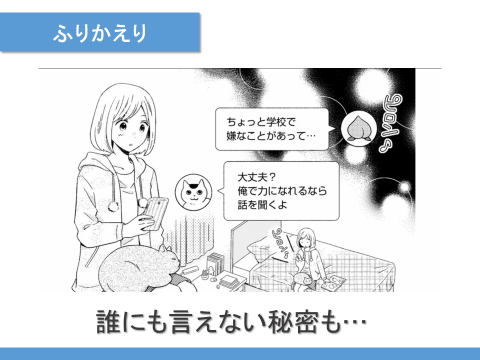 ふりかえり
ちょっと学校で
嫌なことがあって…
大丈夫?
俺で力になれるなら
話を聞くよ
誰にも言えない秘密も…